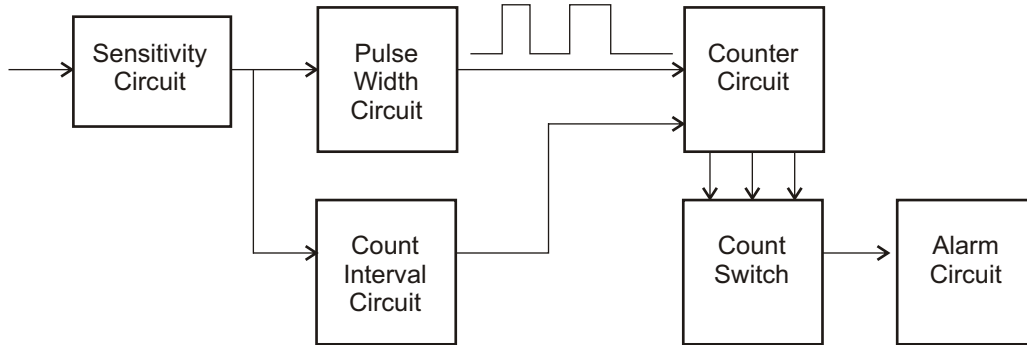 Sensitivity
Circuit
Pulse
Width
Circuit
Counter
Circuit
Count
Interval
Circuit
Count
Switch
Alarm
Circuit